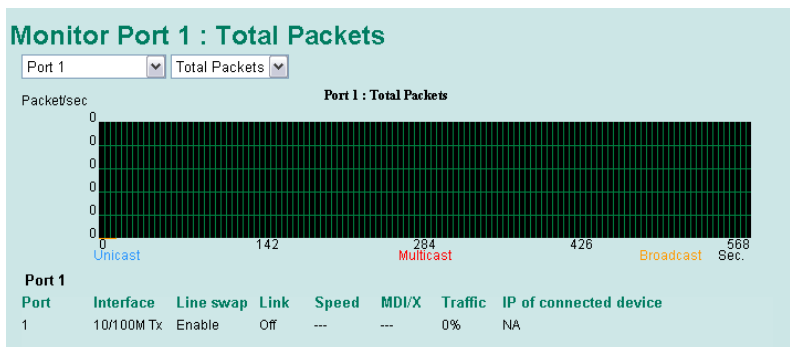 Monitor Port 1 : Total Packets
Port 1 Total Packets
Packet/sec Port 1 : Total Packets
0
0
0
0
0
0
0 142 284 426 568
Unicast Multicast Broadcast Sec.
Port 1
Port Interface Line swap Link Speed MDI/X Traffic IP of connected device
1 10/100M Tx Enable Off --- --- 0% NA